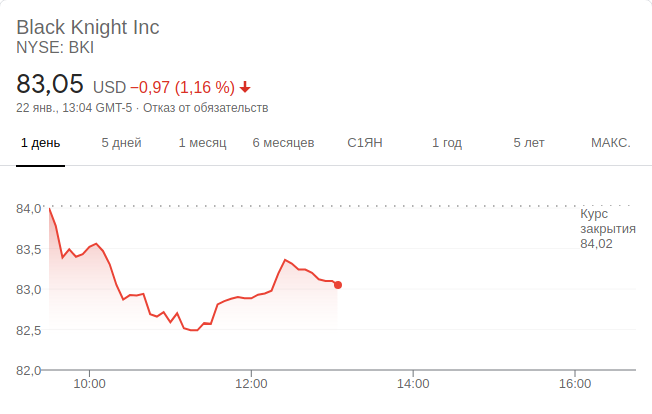 Black Knight Inc
NYSE: BKI
83,05 USD −0,97 (1,16 %)
22 янв., 13:04 GMT-5 · Отказ от обязательств
1 день 5 дней 1 месяц 6 месяцев С1ЯН 1 год 5 лет МАКС.
84,0
Курс
закрытия
84,02
83,5
83,0
82,5
82,0
10:00 12:00 14:00 16:00